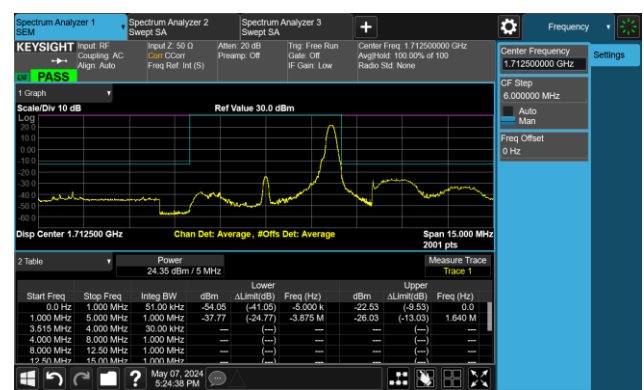 Spectrum Analyzer 1
SEM
Spectrum Analyzer 2
Swept SA
Spectrum Analyzer 3
Swept SA
Frequency
KEYSIGHT
Input: RF
Coupling: AC
Align: Auto
Input Z: 50 Ω
Corr CCorr
Freq Ref: Int (S)
Atten: 20 dB
Preamp: Off
Trig: Free Run
Gate: Off
IF Gain: Low
Center Freq: 1.712500000 GHz
Avg|Hold: 100.00% of 100
Radio Std: None
PASS
Center Frequency
1.712500000 GHz
Settings
CF Step
6.000000 MHz
Auto
Man
Freq Offset
0 Hz
1 Graph
Scale/Div 10 dB
Ref Value 30.0 dBm
Log
20.0
10.0
0.00
-10.0
-20.0
-30.0
-40.0
-50.0
-60.0
Disp Center 1.712500 GHz
Chan Det: Average , #Offs Det: Average
Span 15.000 MHz
2001 pts
2 Table
Power
24.35 dBm / 5 MHz
Measure Trace
Trace 1
Lower Upper
Start Freq Stop Freq Integ BW dBm ΔLimit(dB) Freq (Hz) dBm ΔLimit(dB) Freq (Hz)
0.0 Hz 1.000 MHz 51.00 kHz -54.05 (-41.05) -5.000 k -22.53 (-9.53) 0.0
1.000 MHz 5.000 MHz 1.000 MHz -37.77 (-24.77) -3.875 M -26.03 (-13.03) 1.640 M
3.515 MHz 4.000 MHz 30.00 kHz --- (---) --- --- (---) ---
4.000 MHz 8.000 MHz 1.000 MHz --- (---) --- --- (---) ---
8.000 MHz 12.50 MHz 1.000 MHz --- (---) --- --- (---) ---
12.50 MHz 15.00 MHz 1.000 MHz --- (---) --- --- (---) ---
May 07, 2024
5:24:38 PM